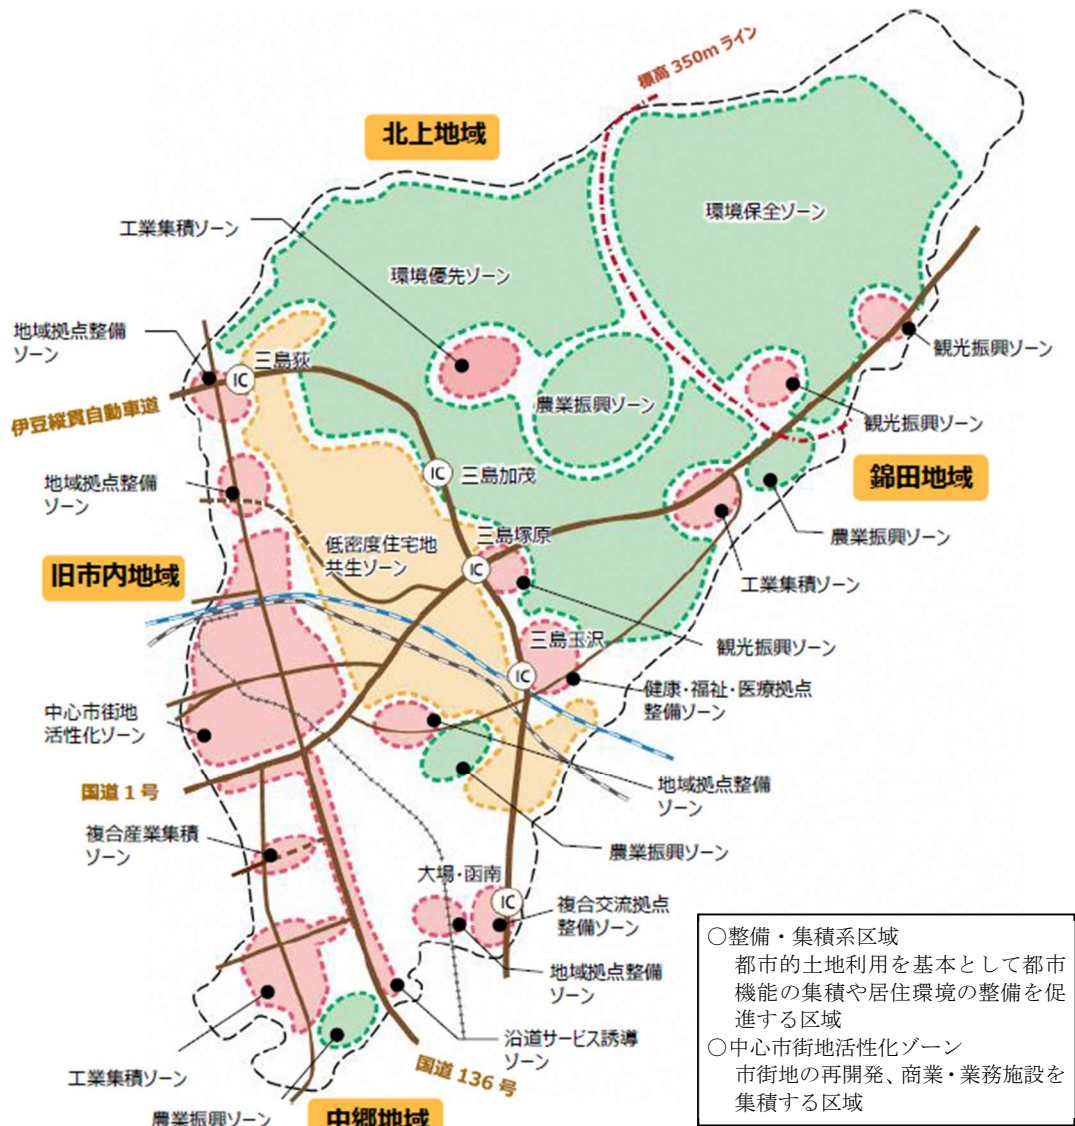 標高 350m ライン
北上地域
環境保全ゾーン
工業集積ゾーン
環境優先ゾーン
地域拠点整備
ゾーン
三島荻
IC
観光振興ゾーン
伊豆縦貫自動車道
農業振興ゾーン
観光振興ゾーン
地域拠点整備
ゾーン
IC
三島加茂
錦田地域
三島塚原
農業振興ゾーン
低密度住宅地
共生ゾーン
旧市内地域
IC
工業集積ゾーン
三島玉沢
観光振興ゾーン
IC
健康・福祉・医療拠点
整備ゾーン
中心市街地
活性化ゾーン
地域拠点整備
ゾーン
国道 1 号
複合産業集積
ゾーン
農業振興ゾーン
大場・函南
IC
複合交流拠点
整備ゾーン
地域拠点整備
ゾーン
沿道サービス誘導
ゾーン
国道 136 号
工業集積ゾーン
農業振興ゾーン
中郷地域
○整備・集積系区域
都市的土地利用を基本として都市
機能の集積や居住環境の整備を促
進する区域
○中心市街地活性化ゾーン
市街地の再開発、商業・業務施設を
集積する区域